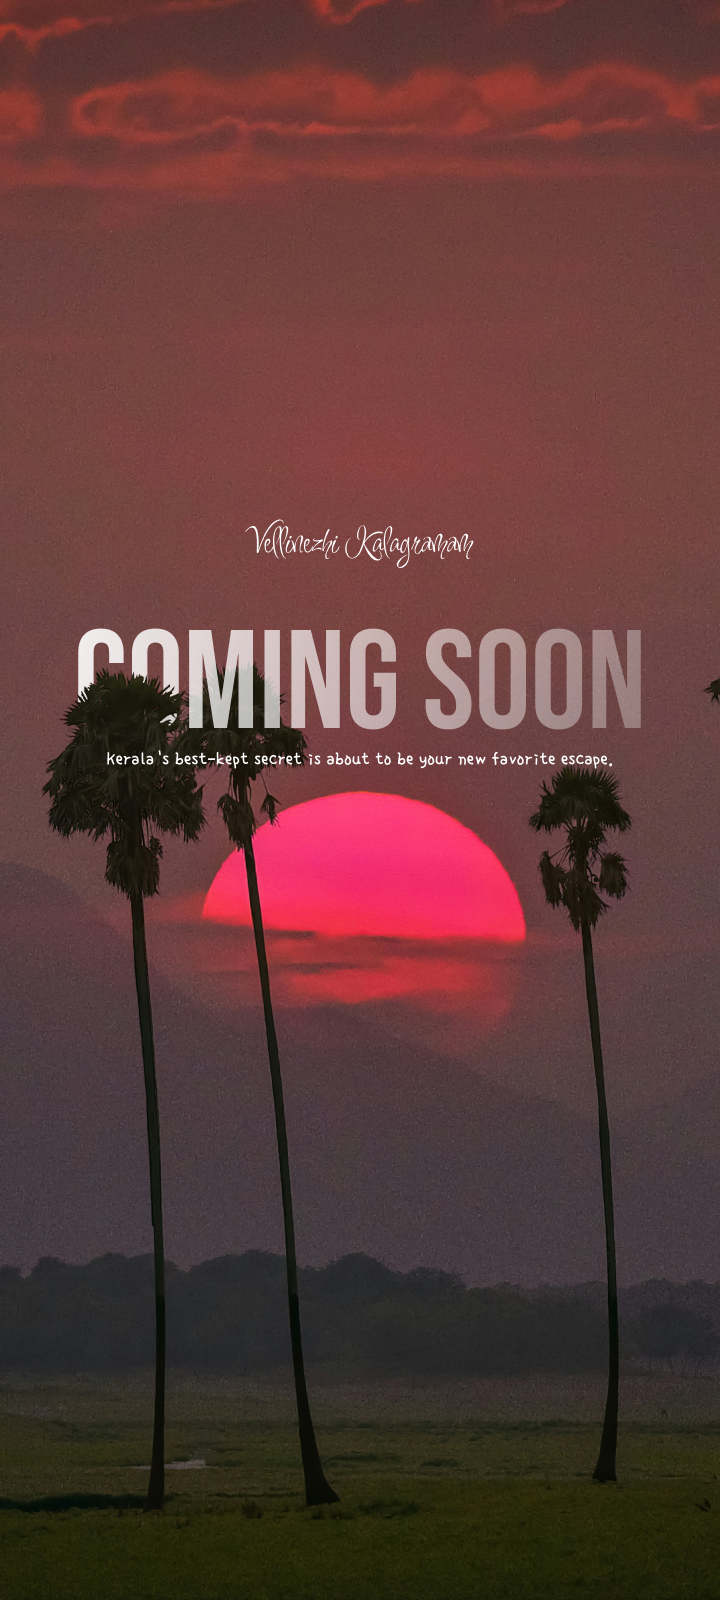 Vellinezhi Kalagramam
COMING SOON
Kerala's best-kept secret is about to be your new favorite escape.